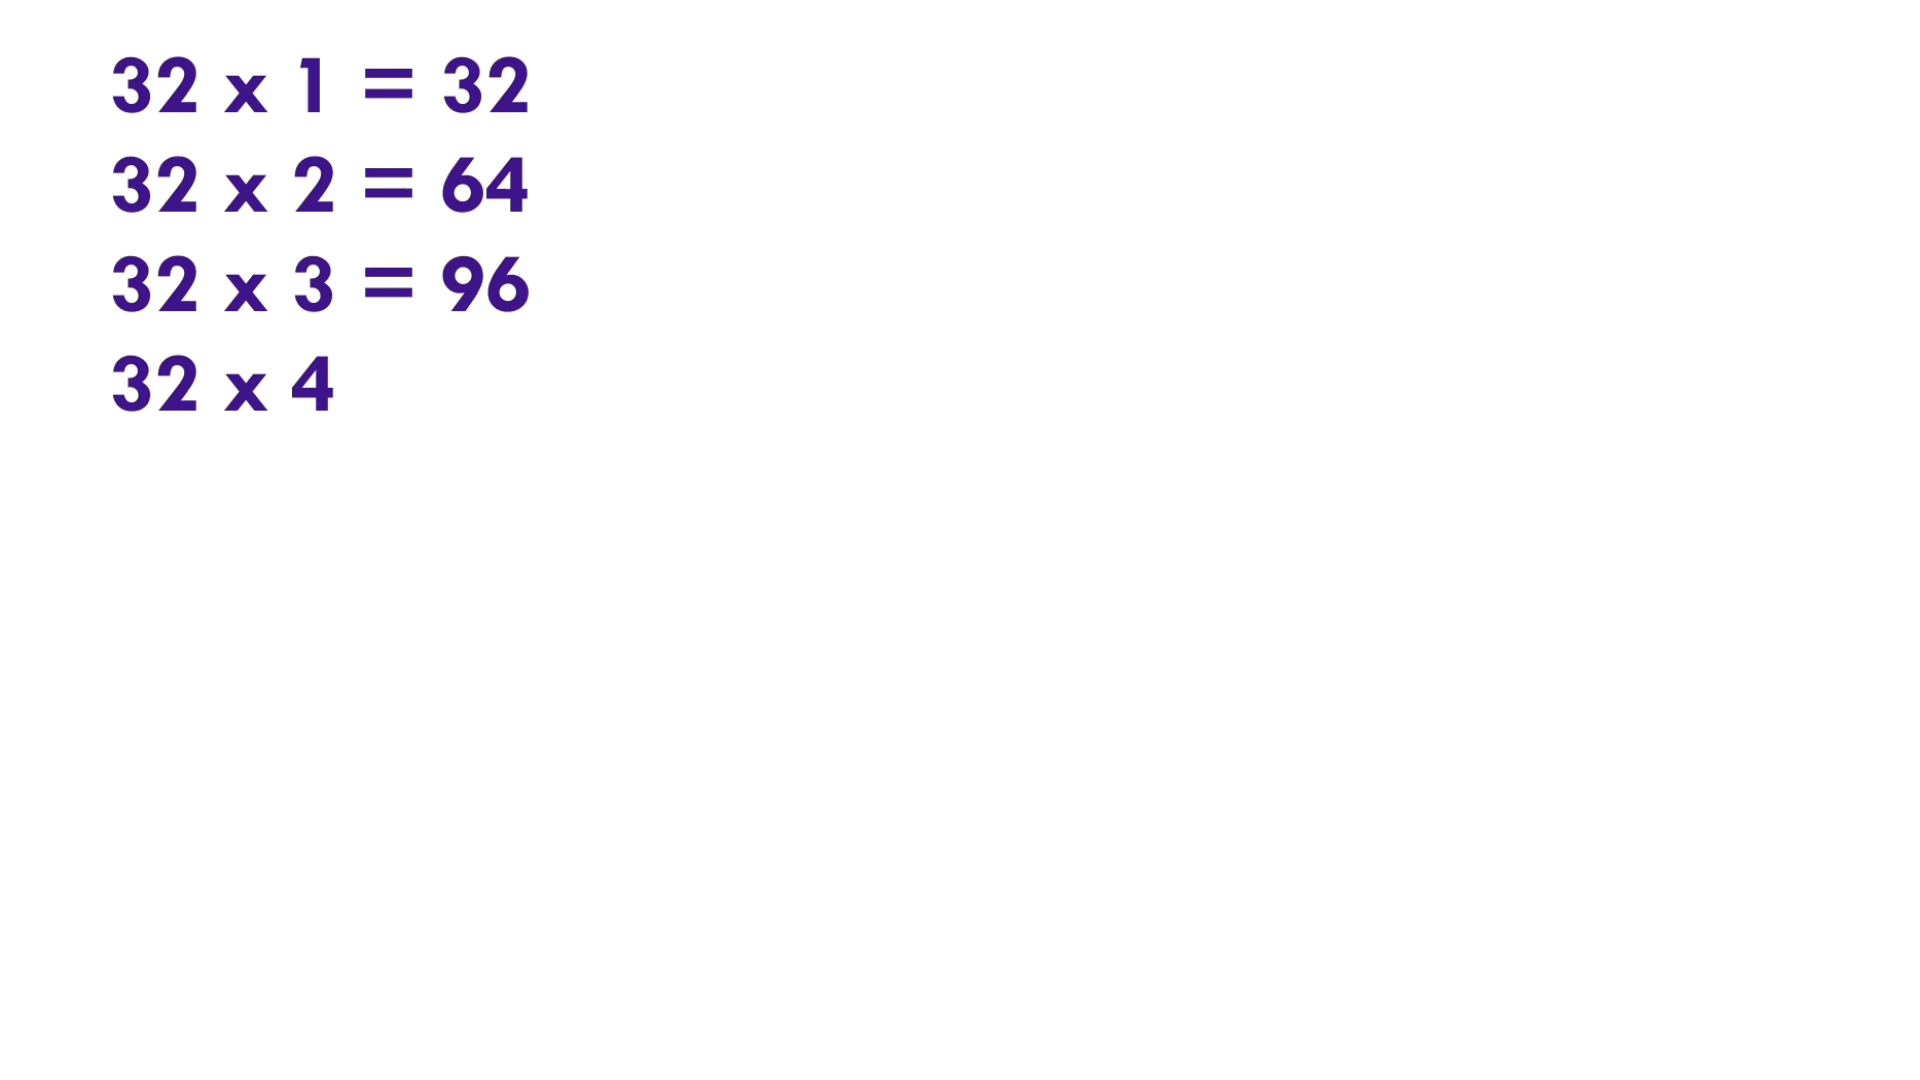 32 x 1 = 32
32 x 2 = 64
32 x 3 = 96
32 x 4